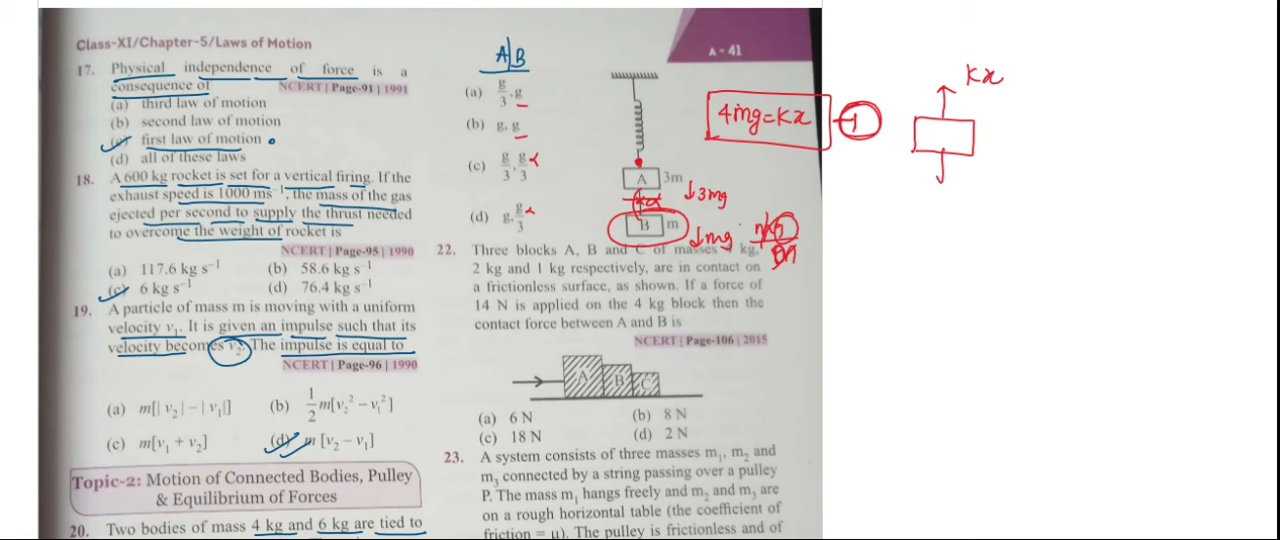 Class-XI/Chapter-5/Laws of Motion
A - 41
17. Physical independence of force is a
consequence of NCERT | Page-91 | 1991
(a) third law of motion
(b) second law of motion
(c) first law of motion
(d) all of these laws
18. A 600 kg rocket is set for a vertical firing. If the
exhaust speed is 1000 ms⁻¹, the mass of the gas
ejected per second to supply the thrust needed
to overcome the weight of rocket is
NCERT | Page-95 | 1990
(a) 117.6 kg s⁻¹ (b) 58.6 kg s⁻¹
(c) 6 kg s⁻¹ (d) 76.4 kg s⁻¹
19. A particle of mass m is moving with a uniform
velocity v₁. It is given an impulse such that its
velocity becomes v₂. The impulse is equal to
NCERT | Page-96 | 1990
(a) m[| v₂ | − | v₁|] (b) 1/2 m[v₂² − v₁²]
(c) m[v₁ + v₂] (d) m [v₂ − v₁]
Topic-2: Motion of Connected Bodies, Pulley
& Equilibrium of Forces
20. Two bodies of mass 4 kg and 6 kg are tied to
A|B
(a) g/3, g
(b) g, g
(c) g/3, g/3
(d) g, g/3
A 3m
B m
↓3mg
↓mg
4mg=kx
1
kx
22. Three blocks A, B and C of masses 4 kg,
2 kg and 1 kg respectively, are in contact on
a frictionless surface, as shown. If a force of
14 N is applied on the 4 kg block then the
contact force between A and B is
NCERT | Page-106 | 2015
A B C
(a) 6 N (b) 8 N
(c) 18 N (d) 2 N
23. A system consists of three masses m₁, m₂ and
m₃ connected by a string passing over a pulley
P. The mass m₁ hangs freely and m₂ and m₃ are
on a rough horizontal table (the coefficient of
friction = μ). The pulley is frictionless and of